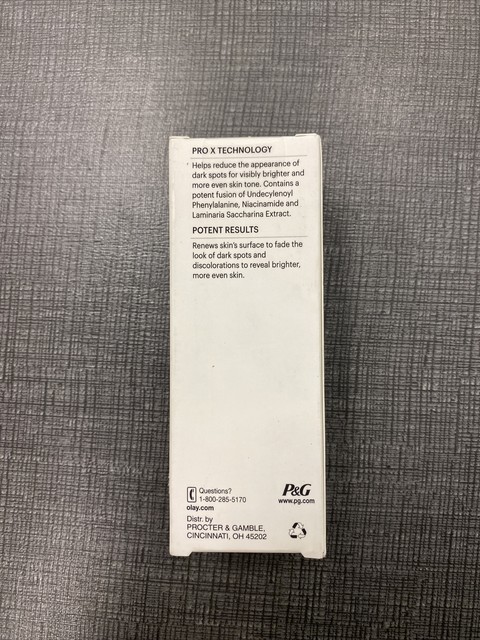 PRO X TECHNOLOGY
Helps reduce the appearance of
dark spots for visibly brighter and
more even skin tone. Contains a
potent fusion of Undecylenoyl
Phenylalanine, Niacinamide and
Laminaria Saccharina Extract.
POTENT RESULTS
Renews skin's surface to fade the
look of dark spots and
discolorations to reveal brighter,
more even skin.
Questions?
1-800-285-5170
olay.com
Distr. by
PROCTER & GAMBLE,
CINCINNATI, OH 45202
P&G
www.pg.com